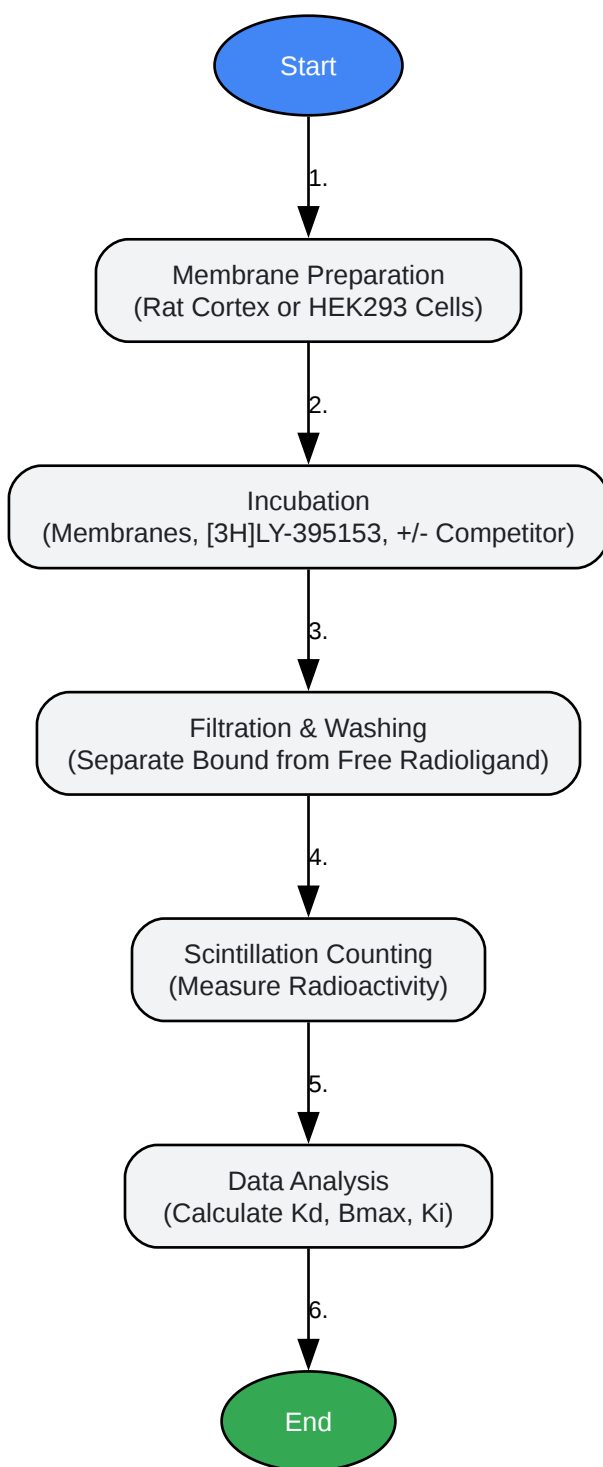 Start
1.
Membrane Preparation
(Rat Cortex or HEK293 Cells)
2.
Incubation
(Membranes, [3H]LY-395153, +/- Competitor)
3.
Filtration & Washing
(Separate Bound from Free Radioligand)
4.
Scintillation Counting
(Measure Radioactivity)
5.
Data Analysis
(Calculate Kd, Bmax, Ki)
6.
End